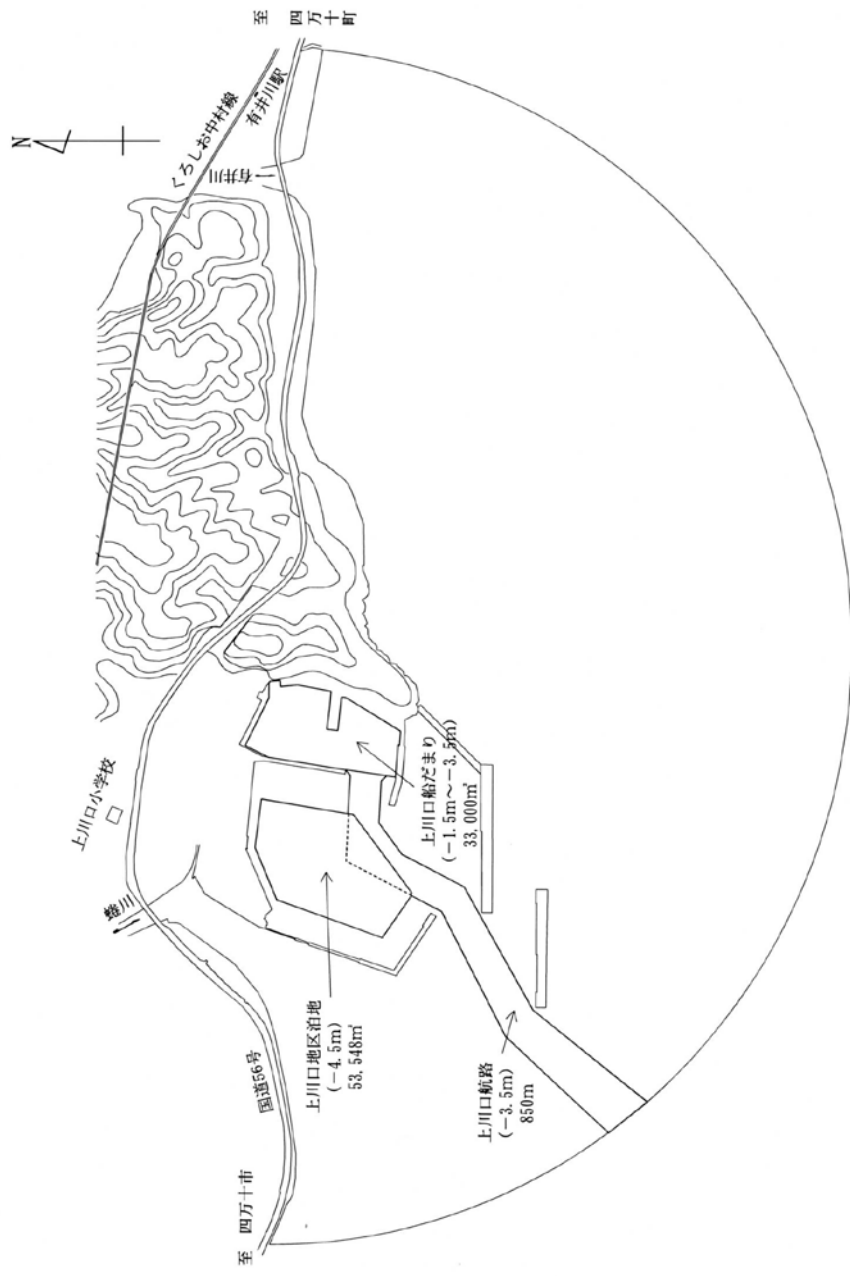 N
至 四万十町
くろしお中村線
有井川駅
有井川
上川口小学校
蜷川
国道56号
至 四万十市
上川口船だまり
(−1.5m〜−3.5m)
33,000㎡
上川口地区泊地
(−4.5m)
53,548㎡
上川口航路
(−3.5m)
850m